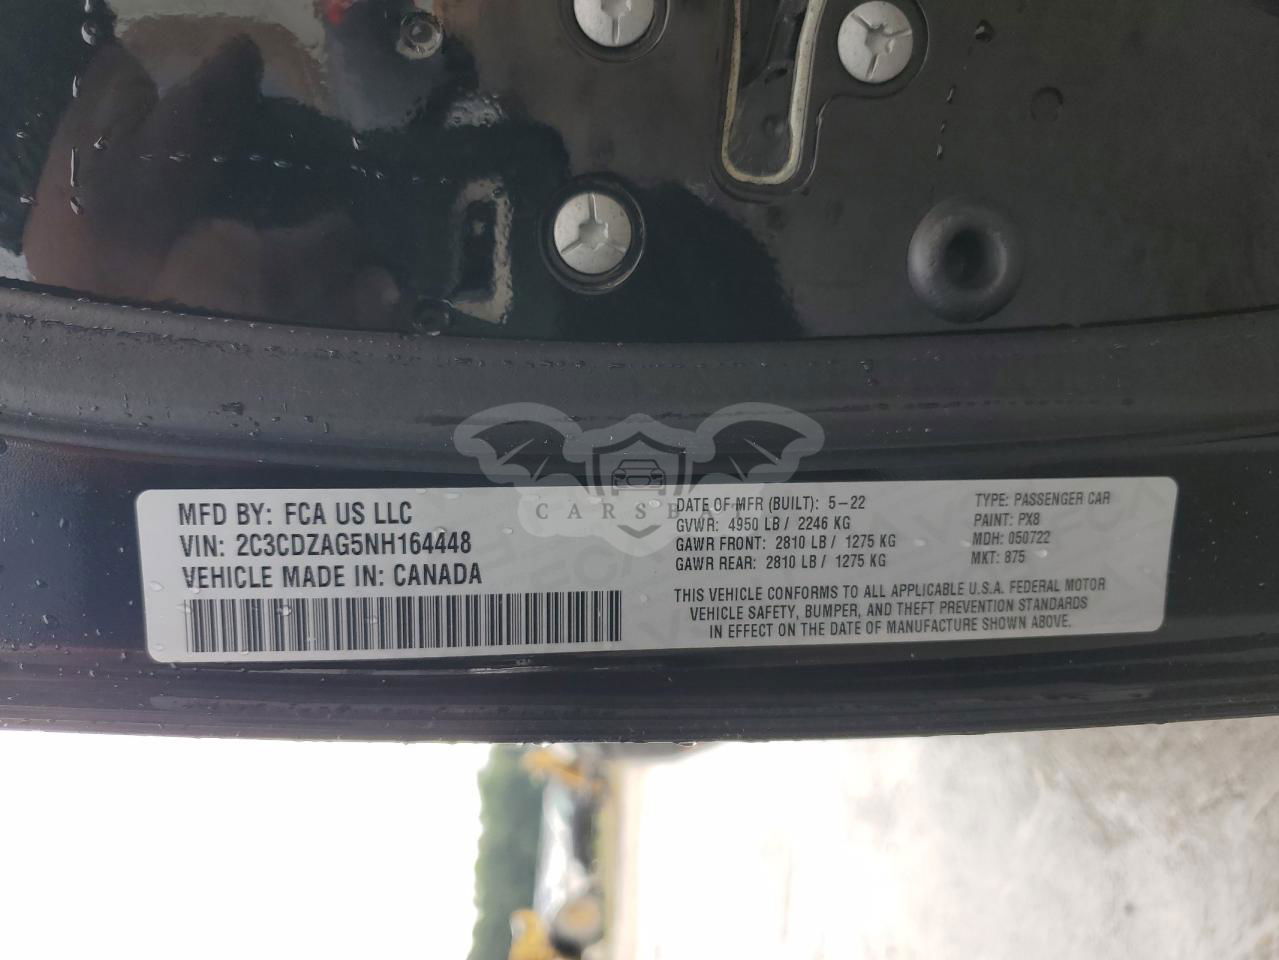 MFD BY: FCA US LLC
VIN: 2C3CDZAG5NH164448
VEHICLE MADE IN: CANADA
DATE OF MFR (BUILT): 5-22
GVWR: 4950 LB / 2246 KG
GAWR FRONT: 2810 LB / 1275 KG
GAWR REAR: 2810 LB / 1275 KG
TYPE: PASSENGER CAR
PAINT: PX8
MDH: 050722
MKT: 875
THIS VEHICLE CONFORMS TO ALL APPLICABLE U.S.A. FEDERAL MOTOR
VEHICLE SAFETY, BUMPER, AND THEFT PREVENTION STANDARDS
IN EFFECT ON THE DATE OF MANUFACTURE SHOWN ABOVE.
CARSBAT